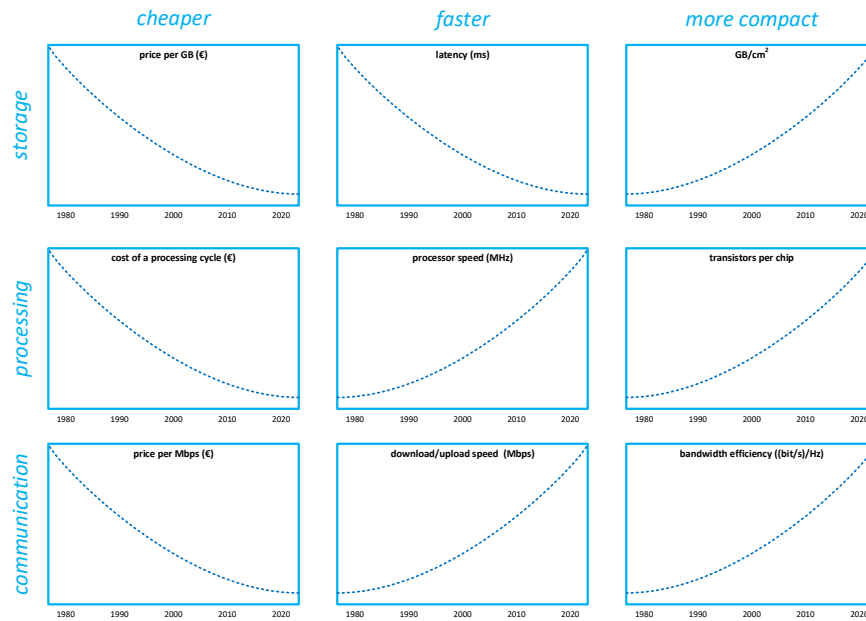 cheaper faster more compact
storage
price per GB (€) latency (ms) GB/cm²
1980 1990 2000 2010 2020 1980 1990 2000 2010 2020 1980 1990 2000 2010 2020
processing
cost of a processing cycle (€) processor speed (MHz) transistors per chip
1980 1990 2000 2010 2020 1980 1990 2000 2010 2020 1980 1990 2000 2010 2020
communication
price per Mbps (€) download/upload speed (Mbps) bandwidth efficiency ((bit/s)/Hz)
1980 1990 2000 2010 2020 1980 1990 2000 2010 2020 1980 1990 2000 2010 2020